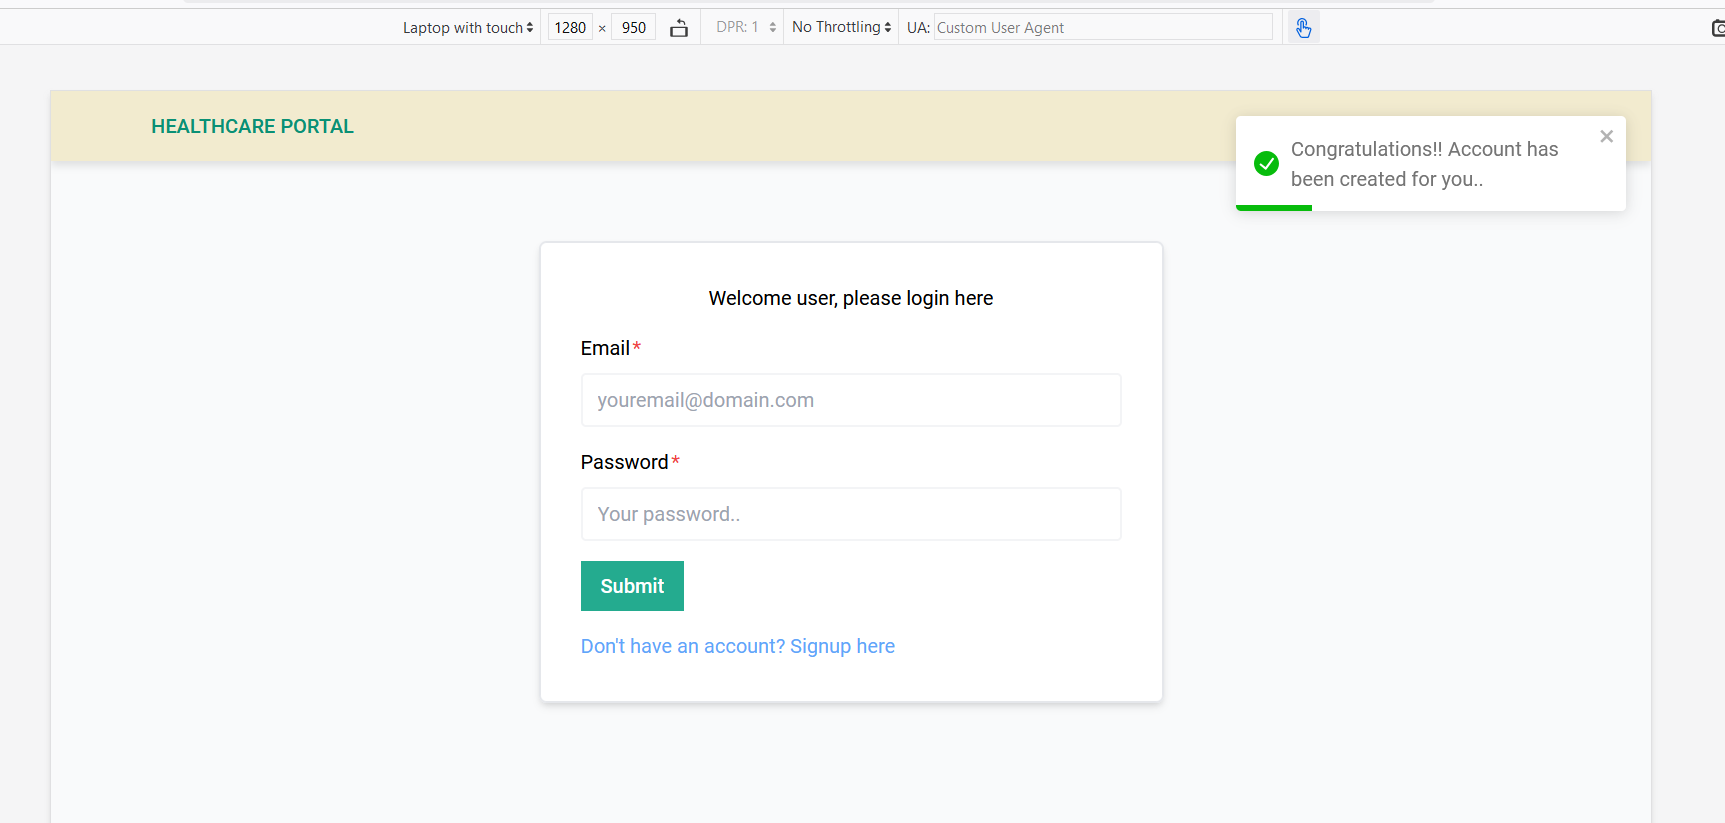 Laptop with touch 1280 × 950 DPR: 1 No Throttling UA: Custom User Agent
HEALTHCARE PORTAL
Congratulations!! Account has
been created for you..
Welcome user, please login here
Email*
youremail@domain.com
Password*
Your password..
Submit
Don't have an account? Signup here